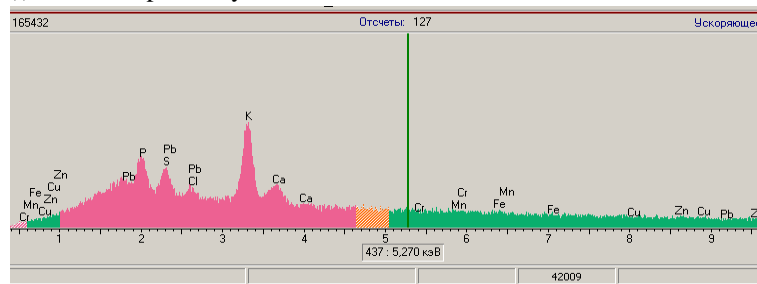 165432 Отсчеты: 127 Ускоряющее
K
P Pb
S
Pb
Zn Pb Cl Ca
Cu
Fe Zn Ca Cr Mn
Mn Mn Fe
Cr Cu Cr Fe Cu Zn Cu Pb Z
1 2 3 4 5 6 7 8 9
437 : 5,270 кэВ
42009